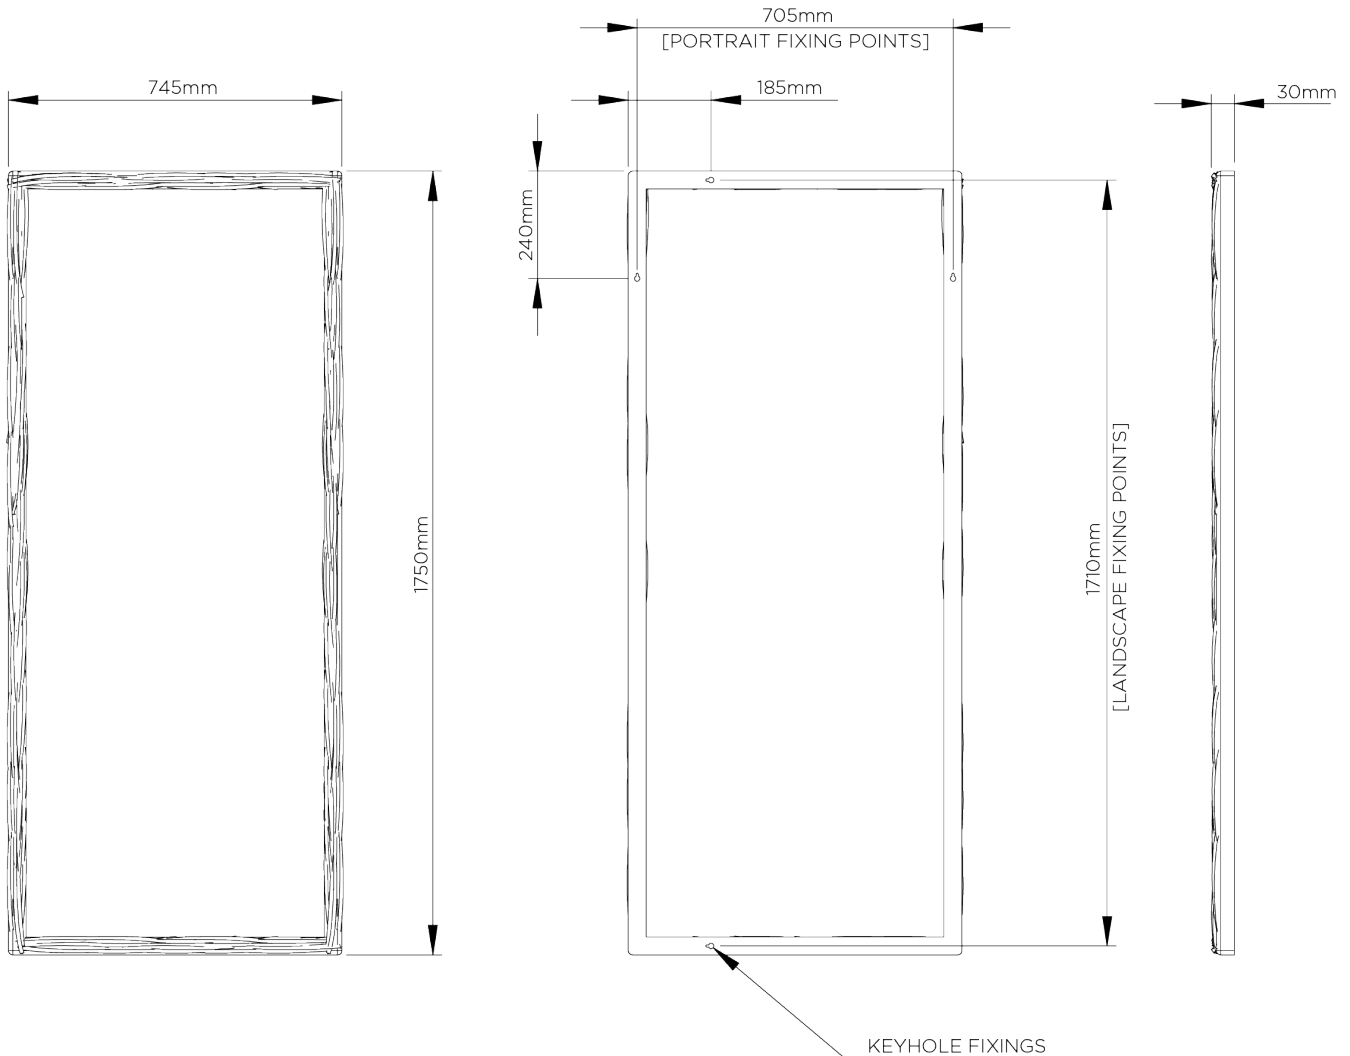 705mm
[PORTRAIT FIXING POINTS]
745mm
185mm
30mm
240mm
1750mm
1710mm
[LANDSCAPE FIXING POINTS]
KEYHOLE FIXINGS